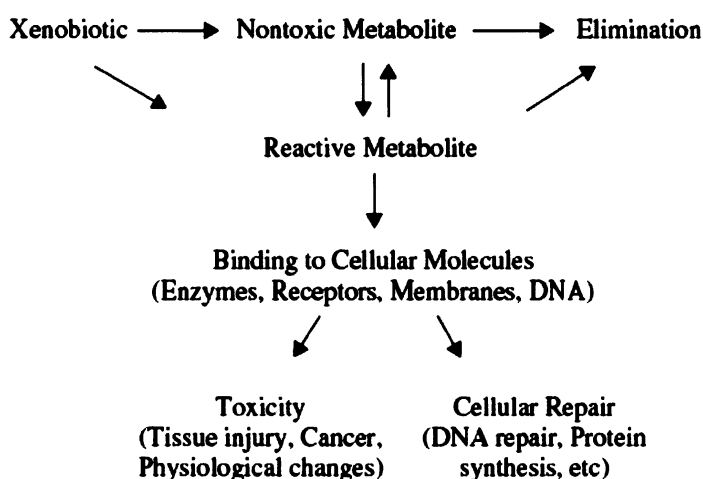 Xenobiotic Nontoxic Metabolite Elimination
Reactive Metabolite
Binding to Cellular Molecules
(Enzymes, Receptors, Membranes, DNA)
Toxicity
(Tissue injury, Cancer,
Physiological changes)
Cellular Repair
(DNA repair, Protein
synthesis, etc)